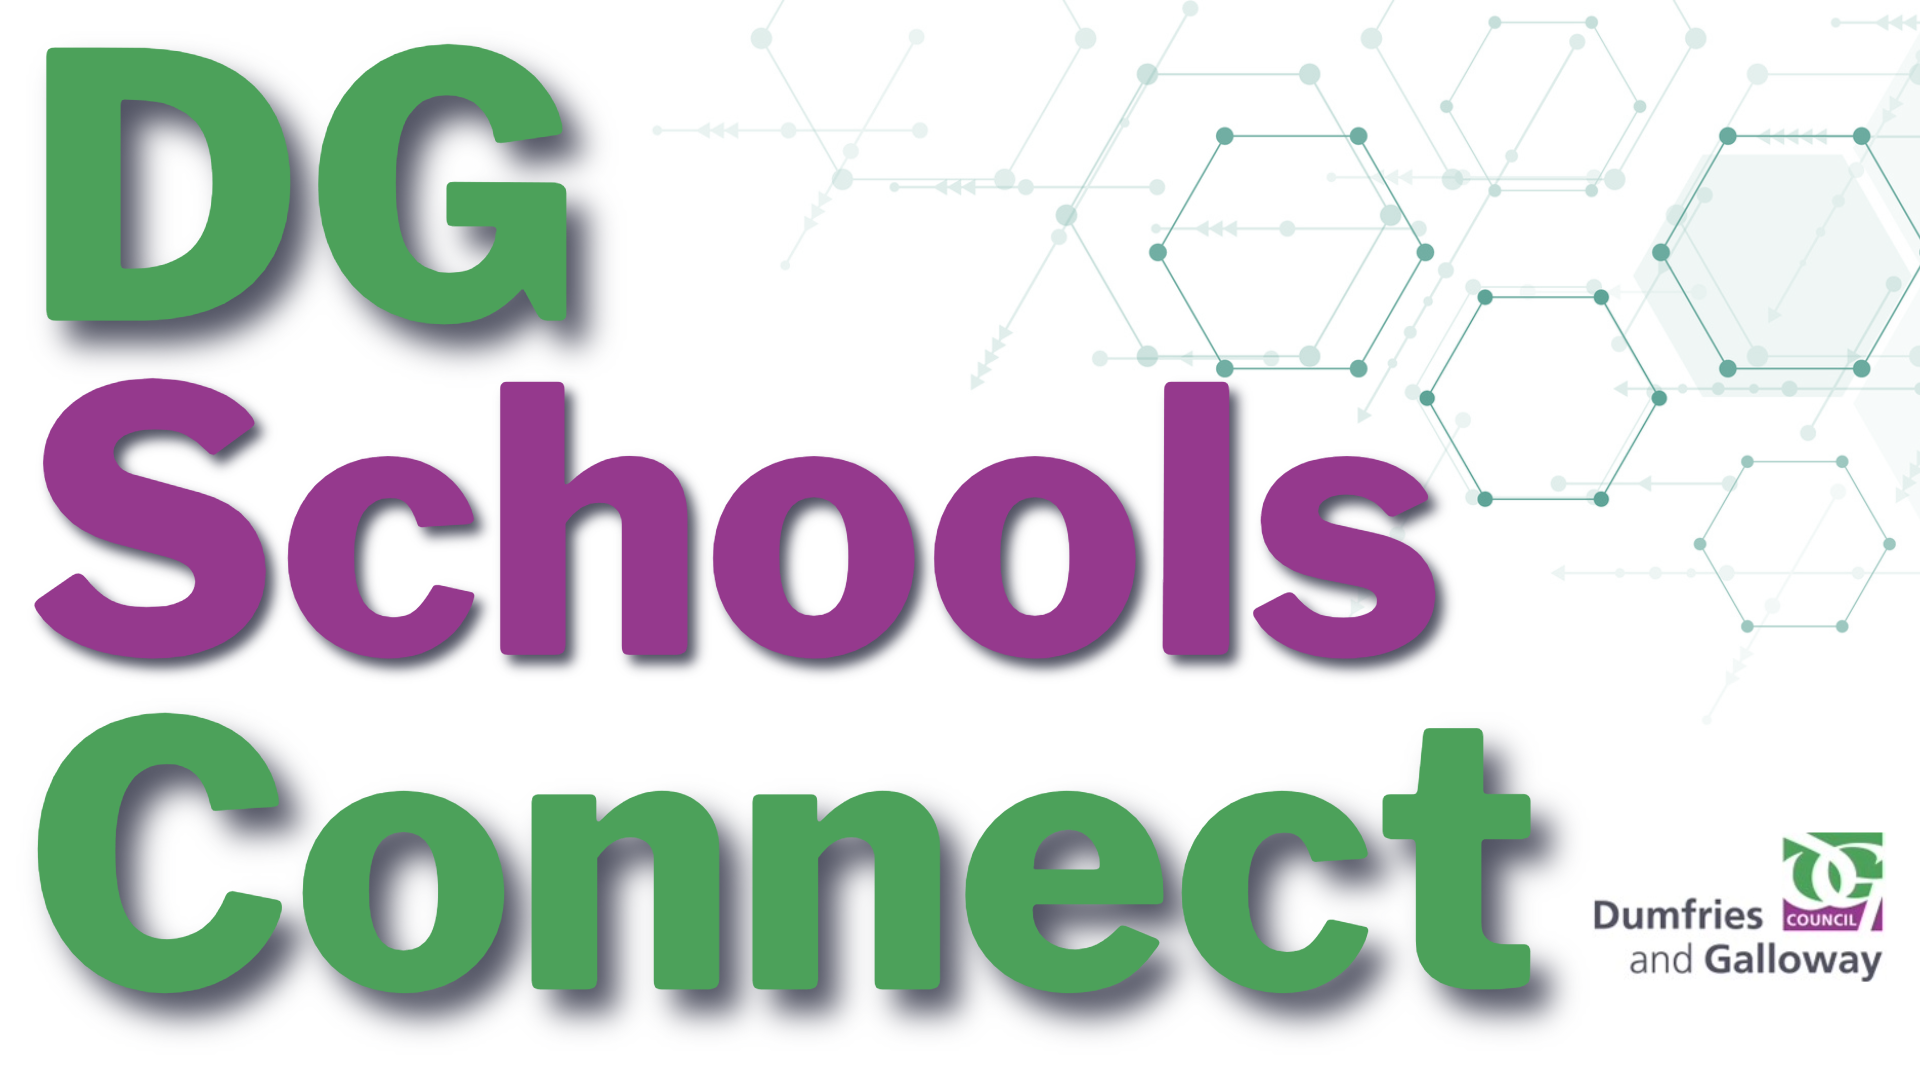 DG
Schools
Connect
COUNCIL
Dumfries
and Galloway